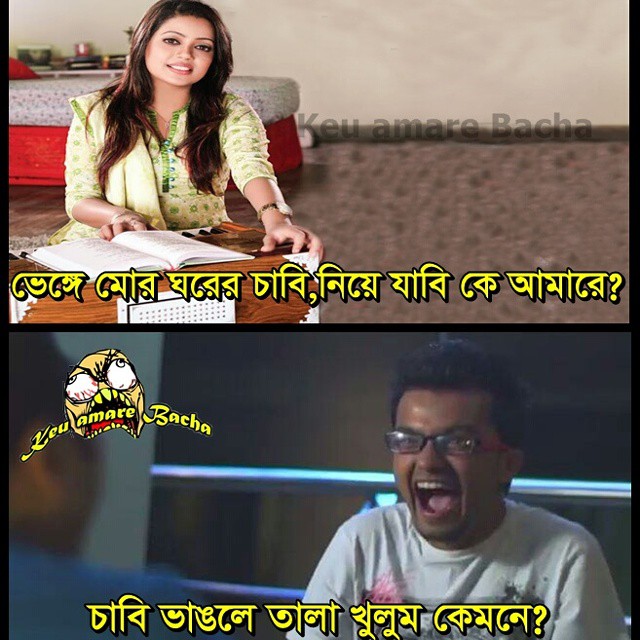 Keu amare Bacha
ভেঙ্গে মোর ঘরের চাবি,নিয়ে যাবি কে আমারে?
Keu amare Bacha
চাবি ভাঙলে তালা খুলুম কেমনে?